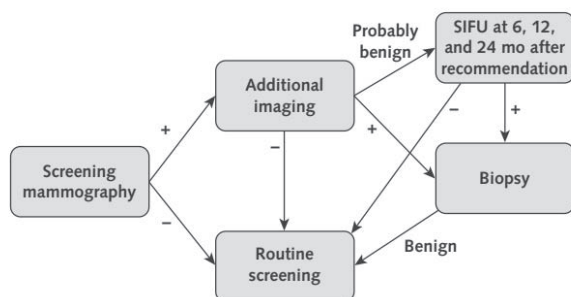 SIFU at 6, 12,
and 24 mo after
recommendation
Probably
benign
Additional
imaging
+
–
+
–
+
Screening
mammography
Biopsy
–
Routine
screening
Benign